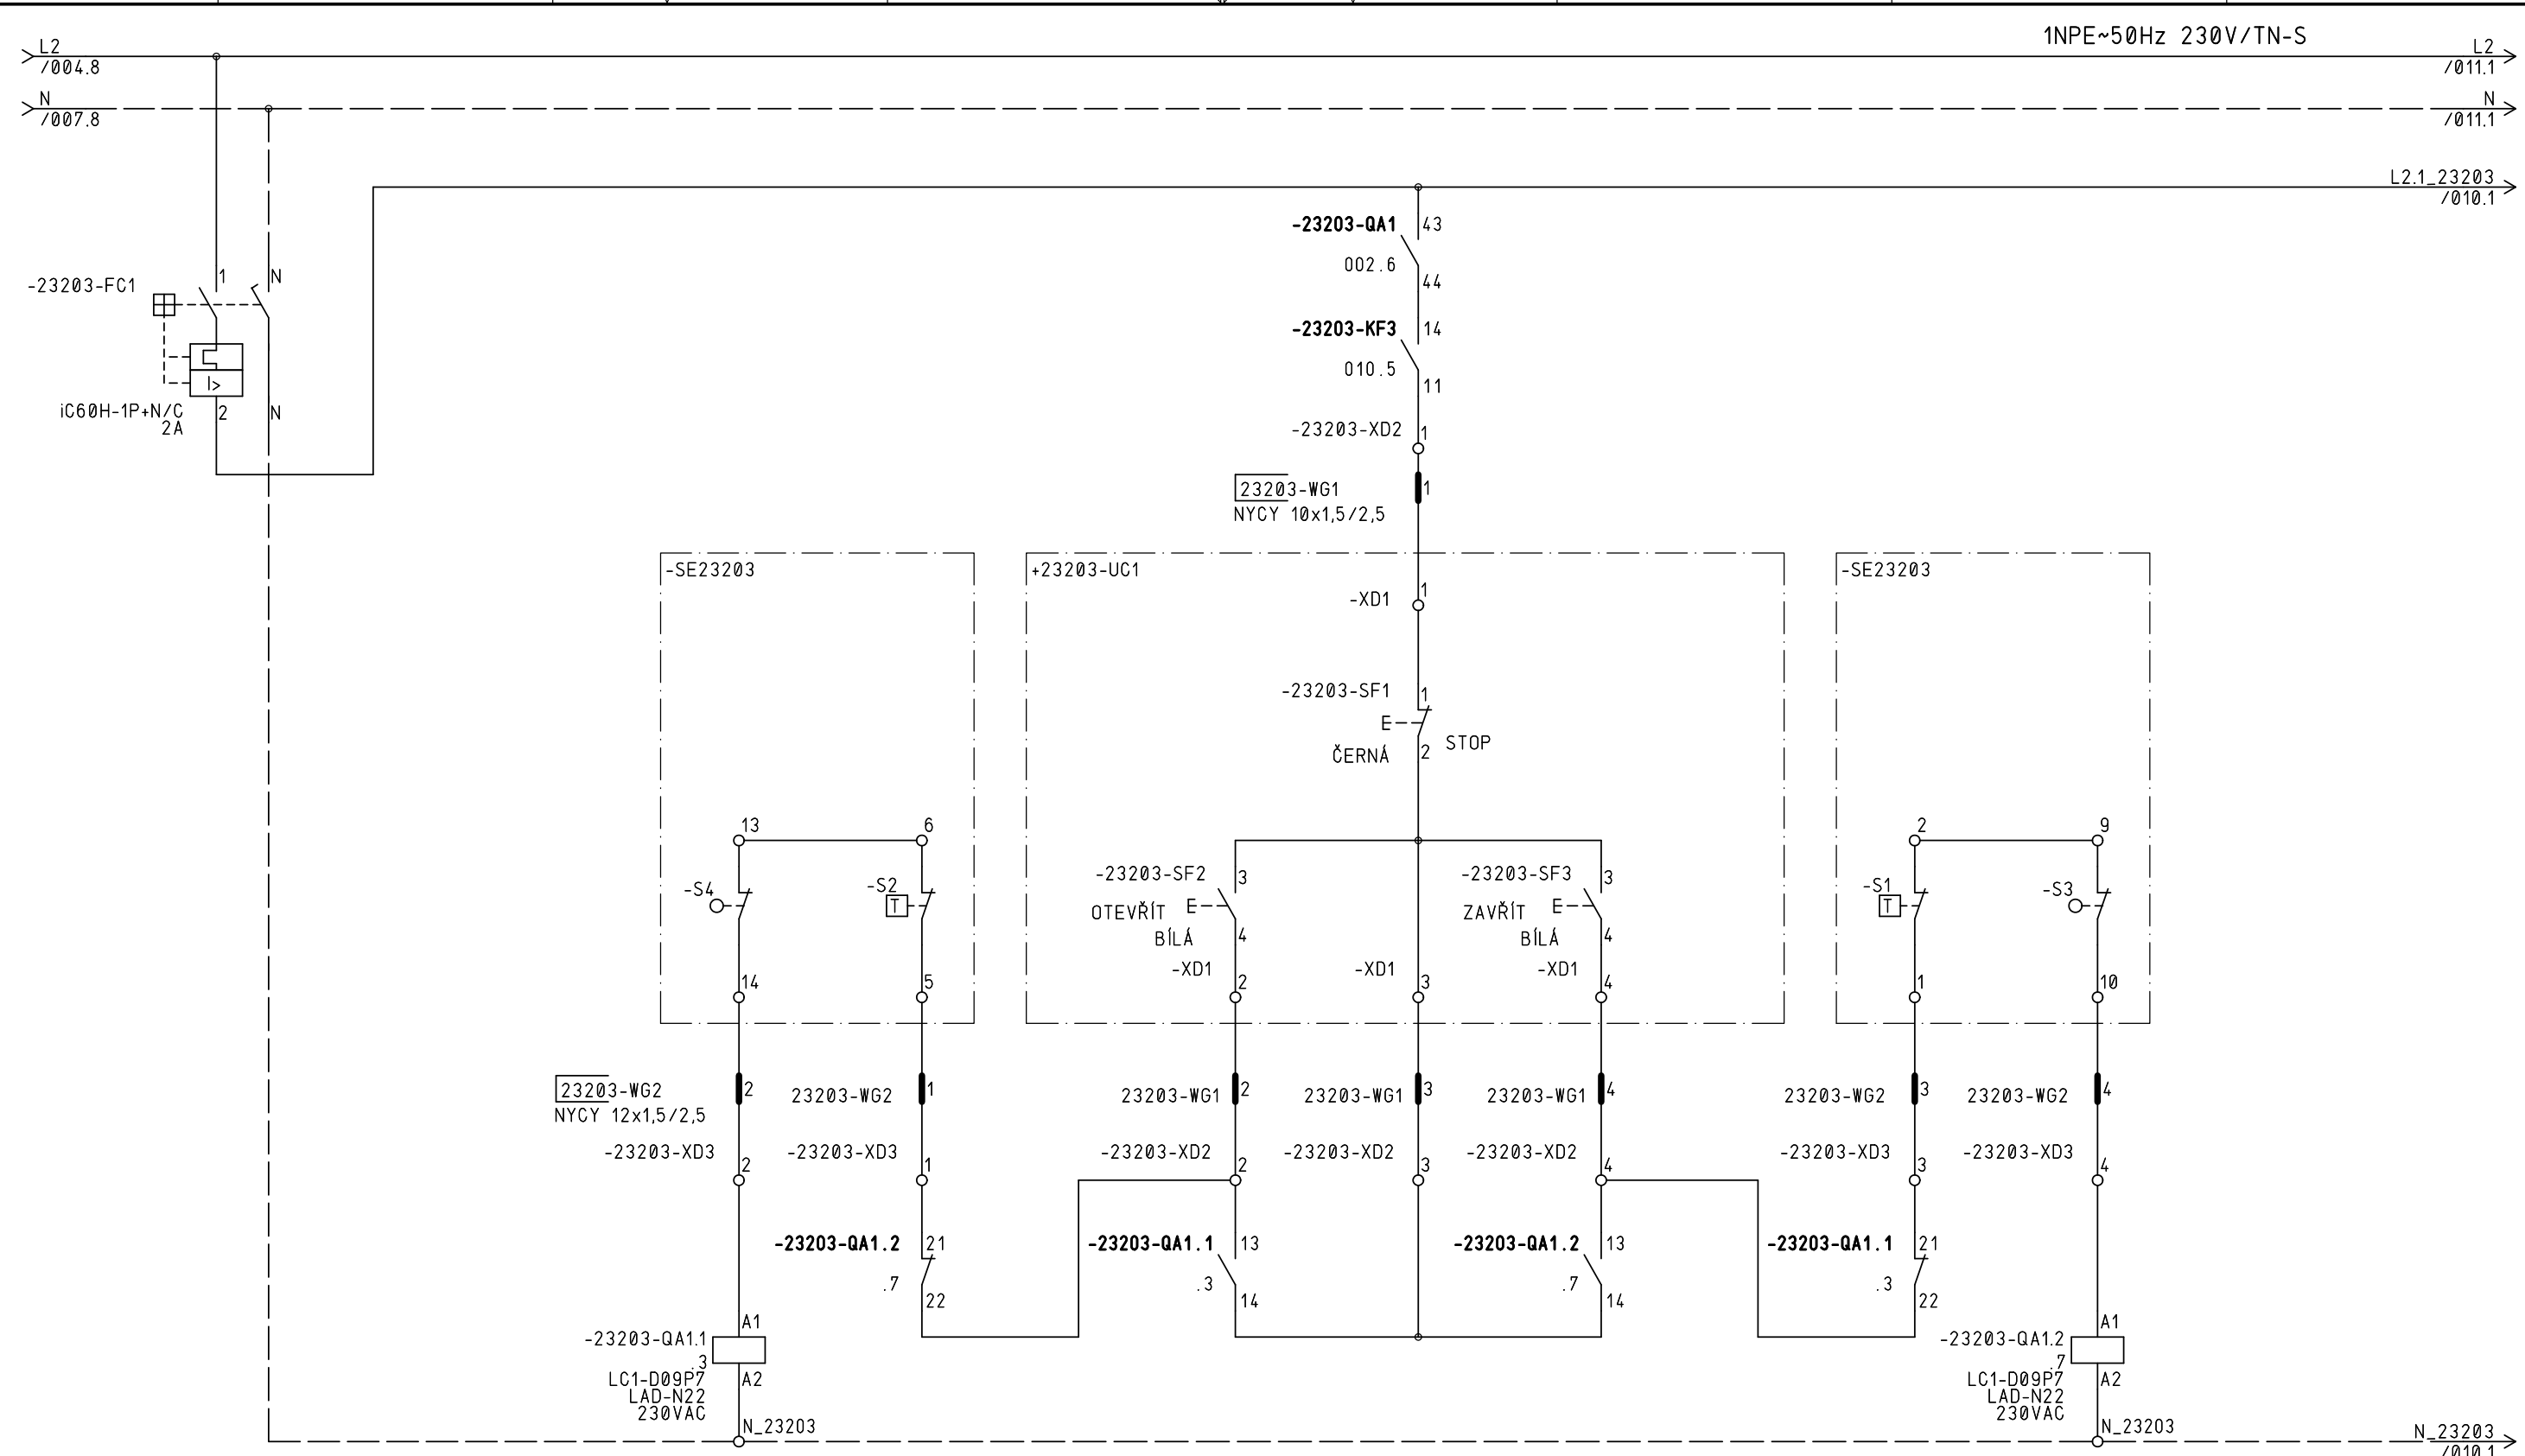 1NPE~50Hz 230V/TN-S
L2
/004.8
L2
/011.1
N
/007.8
N
/011.1
L2.1_23203
/010.1
-23203-QA1
43
002.6
44
-23203-FC1
1
N
-23203-KF3
14
010.5
11
I>
iC60H-1P+N/C
2A
2
N
-23203-XD2
1
23203-WG1
1
NYCY 10x1,5/2,5
-SE23203
+23203-UC1
-SE23203
-XD1
1
-23203-SF1
1
E
STOP
ČERNÁ
2
13
6
2
9
-23203-SF2
3
-23203-SF3
3
-S4
-S2
T
OTEVŘÍT
E
ZAVŘÍT
E
-S1
T
-S3
BÍLÁ
4
BÍLÁ
4
-XD1
-XD1
-XD1
14
5
2
3
4
1
10
23203-WG2
2
23203-WG2
1
23203-WG1
2
23203-WG1
3
23203-WG1
4
23203-WG2
3
23203-WG2
4
NYCY 12x1,5/2,5
-23203-XD3
2
-23203-XD3
1
-23203-XD2
2
-23203-XD2
3
-23203-XD2
4
-23203-XD3
3
-23203-XD3
4
-23203-QA1.2
21
-23203-QA1.1
13
-23203-QA1.2
13
-23203-QA1.1
21
.7
.3
.7
.3
22
14
14
22
A1
-23203-QA1.1
.3
LC1-D09P7
A2
LAD-N22
230VAC
N_23203
A1
-23203-QA1.2
.7
LC1-D09P7
A2
LAD-N22
230VAC
N_23203
N_23203
/010.1